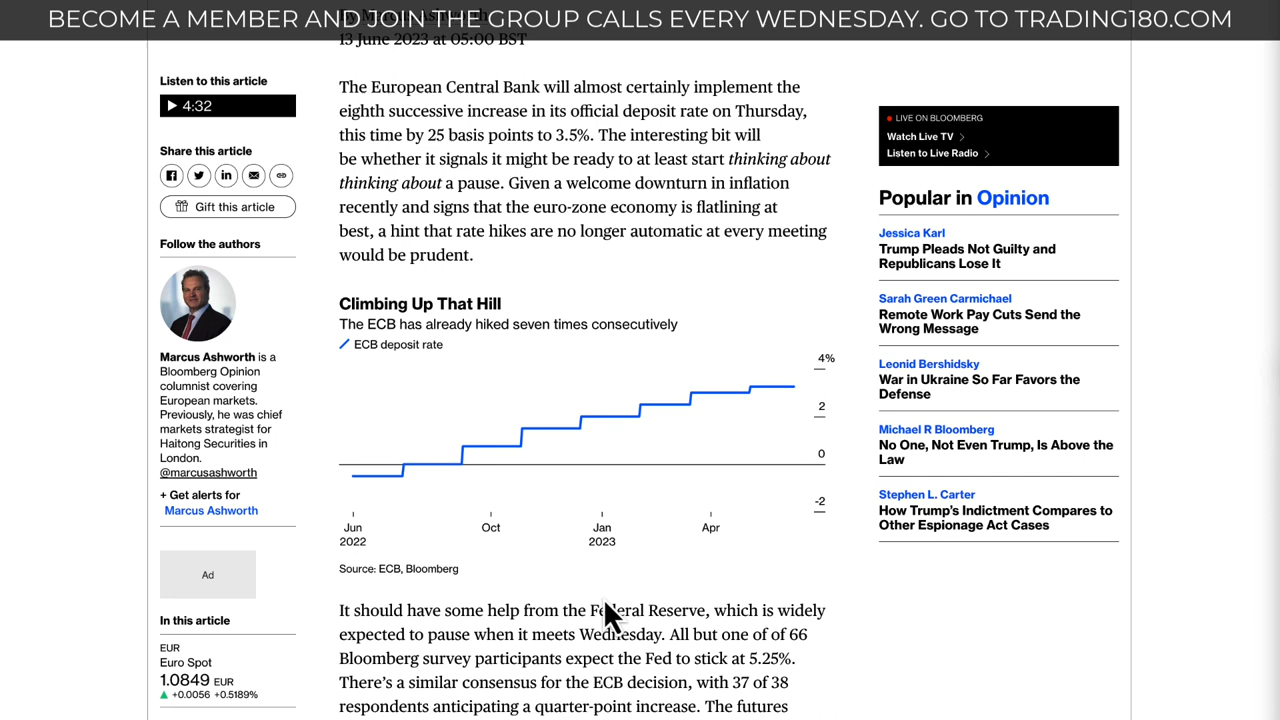 BECOME A MEMBER AND JOIN THE GROUP CALLS EVERY WEDNESDAY. GO TO TRADING180.COM
By Marcus Ashworth
13 June 2023 at 05:00 BST
Listen to this article
4:32
Share this article
Gift this article
Follow the authors
Marcus Ashworth is a
Bloomberg Opinion
columnist covering
European markets.
Previously, he was chief
markets strategist for
Haitong Securities in
London.
@marcusashworth
+ Get alerts for
Marcus Ashworth
Ad
In this article
EUR
Euro Spot
1.0849 EUR
+0.0056 +0.5189%
The European Central Bank will almost certainly implement the
eighth successive increase in its official deposit rate on Thursday,
this time by 25 basis points to 3.5%. The interesting bit will
be whether it signals it might be ready to at least start thinking about
thinking about a pause. Given a welcome downturn in inflation
recently and signs that the euro-zone economy is flatlining at
best, a hint that rate hikes are no longer automatic at every meeting
would be prudent.
Climbing Up That Hill
The ECB has already hiked seven times consecutively
ECB deposit rate
4%
2
0
-2
Jun
2022
Oct
Jan
2023
Apr
Source: ECB, Bloomberg
It should have some help from the Federal Reserve, which is widely
expected to pause when it meets Wednesday. All but one of of 66
Bloomberg survey participants expect the Fed to stick at 5.25%.
There's a similar consensus for the ECB decision, with 37 of 38
respondents anticipating a quarter-point increase. The futures
LIVE ON BLOOMBERG
Watch Live TV
Listen to Live Radio
Popular in Opinion
Jessica Karl
Trump Pleads Not Guilty and
Republicans Lose It
Sarah Green Carmichael
Remote Work Pay Cuts Send the
Wrong Message
Leonid Bershidsky
War in Ukraine So Far Favors the
Defense
Michael R Bloomberg
No One, Not Even Trump, Is Above the
Law
Stephen L. Carter
How Trump's Indictment Compares to
Other Espionage Act Cases